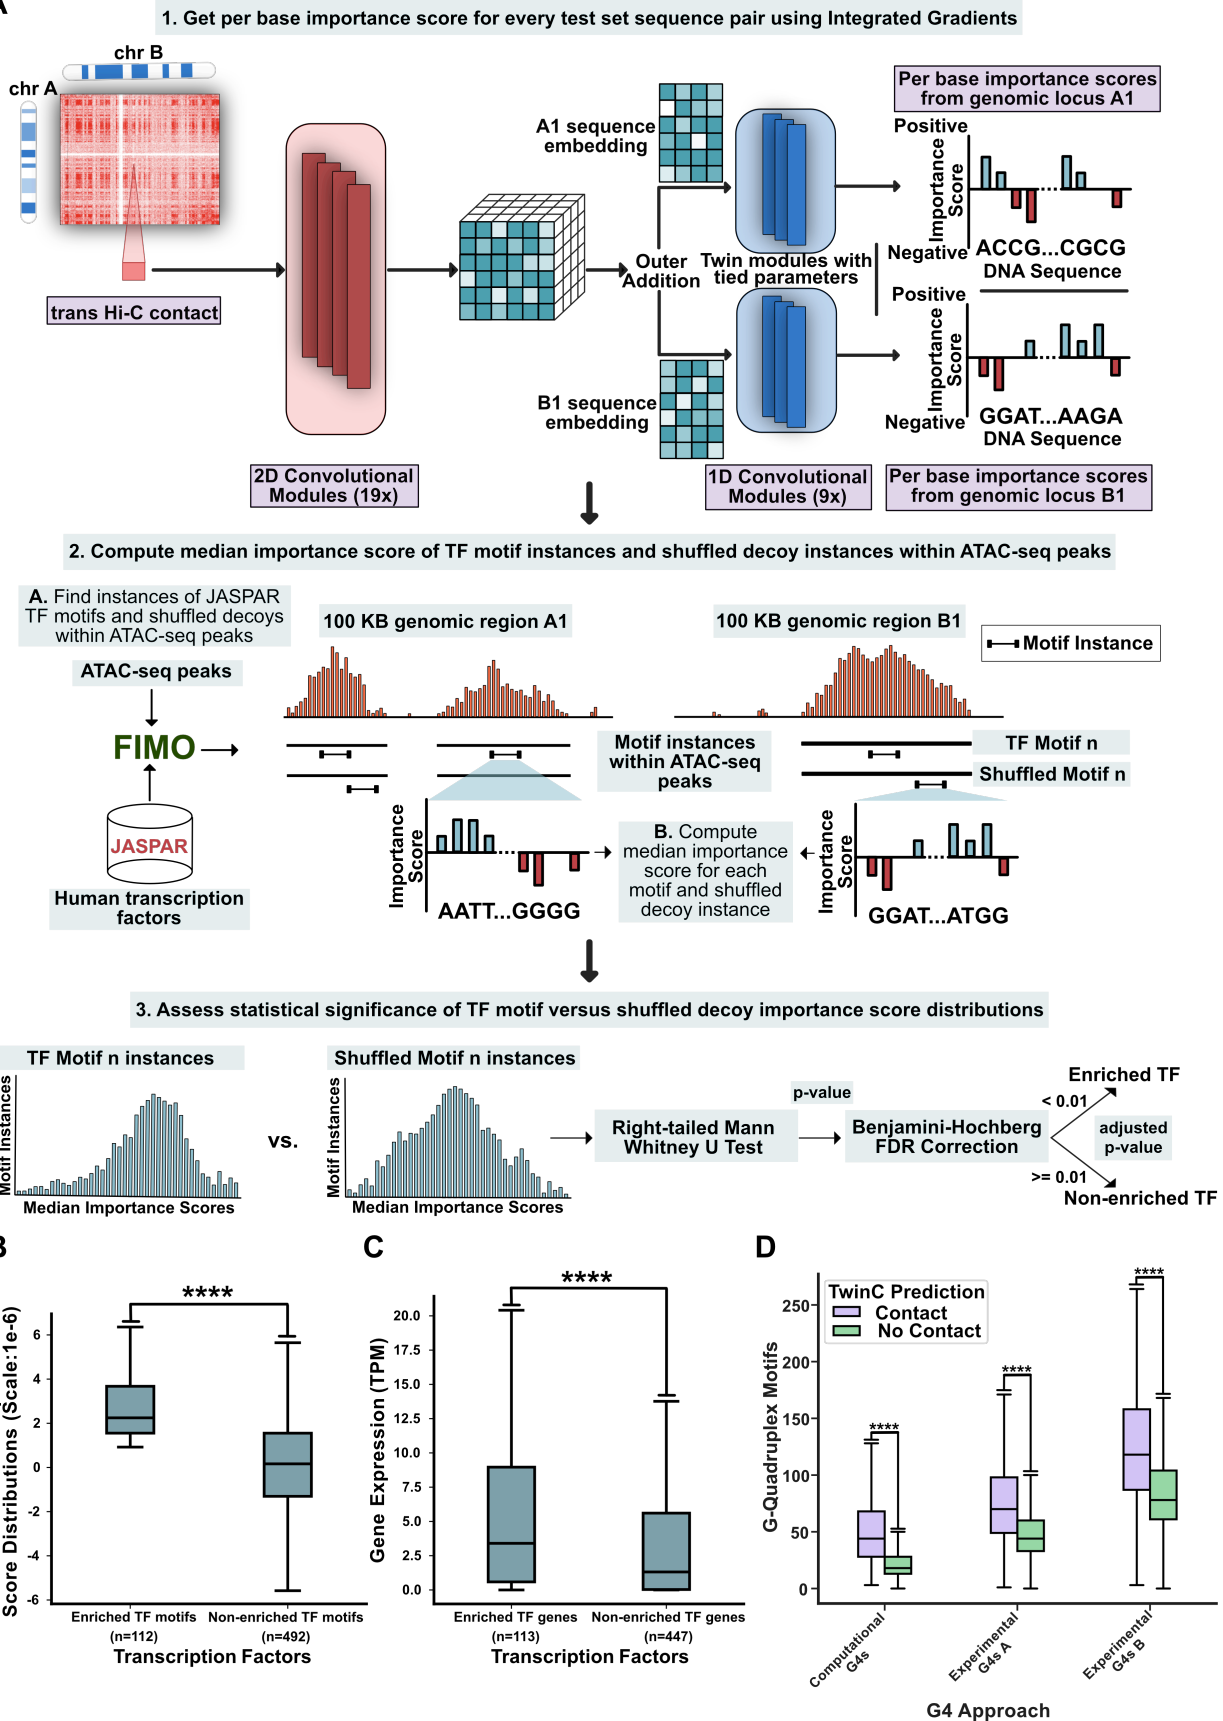 A
1. Get per base importance score for every test set sequence pair using Integrated Gradients
chr B
chr A
trans Hi-C contact
2D Convolutional
Modules (19x)
A1 sequence
embedding
Outer
Addition
Twin modules with
tied parameters
B1 sequence
embedding
1D Convolutional
Modules (9x)
Per base importance scores
from genomic locus A1
Positive
Importance
Score
Negative
ACCG...CGCG
DNA Sequence
Positive
Importance
Score
Negative
GGAT...AAGA
DNA Sequence
Per base importance scores
from genomic locus B1
2. Compute median importance score of TF motif instances and shuffled decoy instances within ATAC-seq peaks
A. Find instances of JASPAR
TF motifs and shuffled decoys
within ATAC-seq peaks
ATAC-seq peaks
FIMO
JASPAR
Human transcription
factors
100 KB genomic region A1
100 KB genomic region B1
Motif Instance
Motif instances
within ATAC-seq
peaks
TF Motif n
Shuffled Motif n
Importance
Score
AATT...GGGG
B. Compute
median importance
score for each
motif and shuffled
decoy instance
Importance
Score
GGAT...ATGG
3. Assess statistical significance of TF motif versus shuffled decoy importance score distributions
TF Motif n instances
Motif Instances
Median Importance Scores
vs.
Shuffled Motif n instances
Motif Instances
Median Importance Scores
Right-tailed Mann
Whitney U Test
p-value
Benjamini-Hochberg
FDR Correction
Enriched TF
< 0.01
adjusted
p-value
>= 0.01
Non-enriched TF
B
Score Distributions (Scale:1e-6)
6
4
2
0
-2
-4
-6
****
Enriched TF motifs
(n=112)
Non-enriched TF motifs
(n=492)
Transcription Factors
C
Gene Expression (TPM)
20.0
17.5
15.0
12.5
10.0
7.5
5.0
2.5
0.0
****
Enriched TF genes
(n=113)
Non-enriched TF genes
(n=447)
Transcription Factors
D
G-Quadruplex Motifs
250
200
150
100
50
0
TwinC Prediction
Contact
No Contact
****
****
****
Computational
G4s
Experimental
G4s A
Experimental
G4s B
G4 Approach